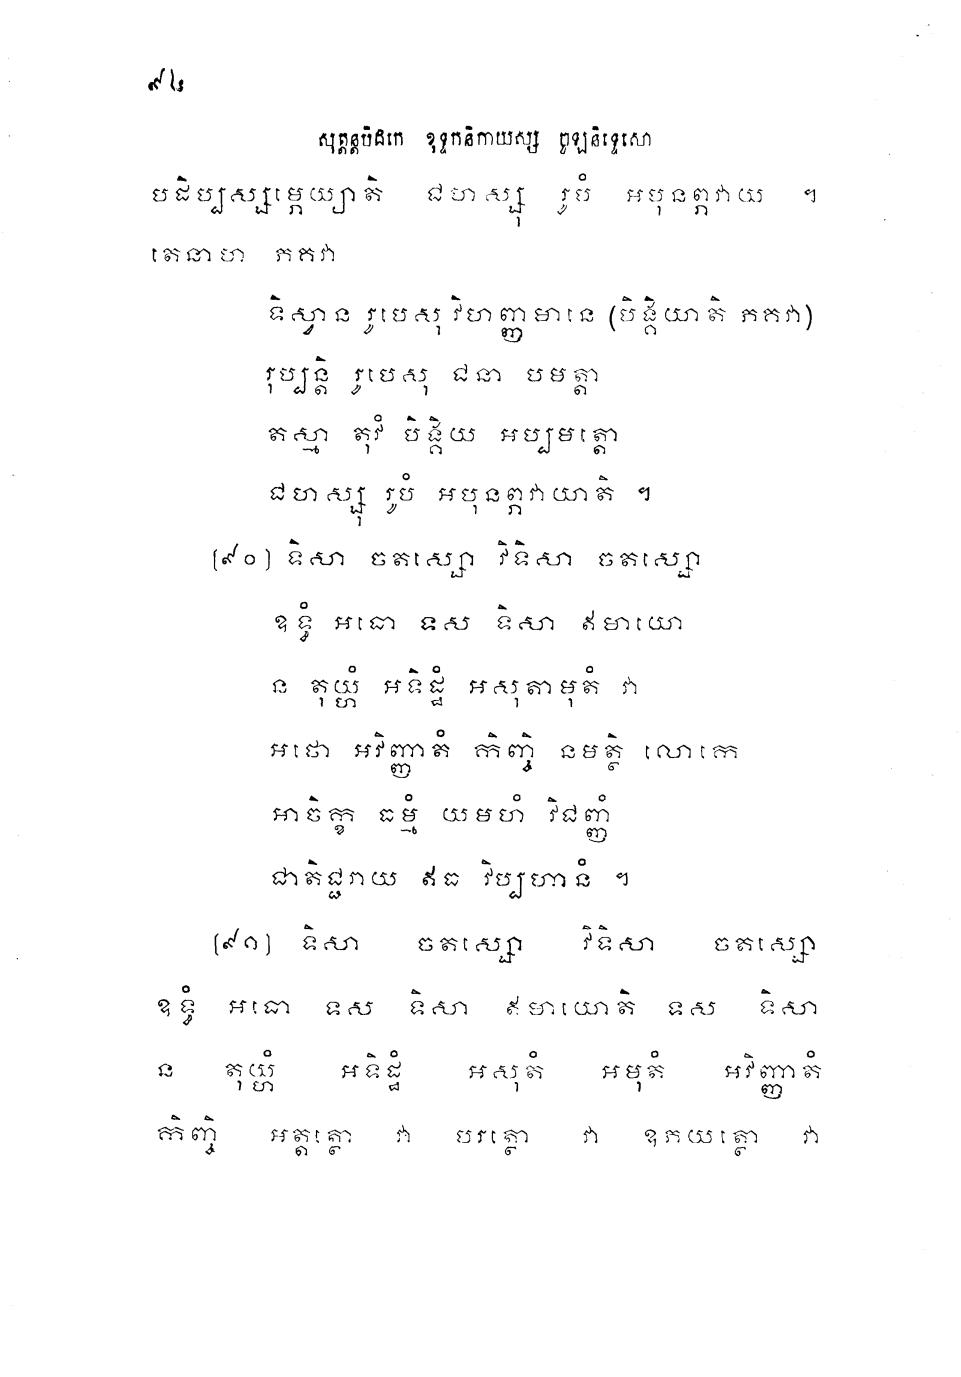 ៩៤
សុត្តន្តបិដកេ ខុទ្ទកនិកាយស្ស ចូឡនិទ្ទេសោ
បដិប្បស្សម្ភេយ្យាតិ ជហស្សុ រូបំ អបុនព្ភវាយ ។
តេនាហ ភគវា
ទិស្វាន រូបេសុ វិហញ្ញមានេ (បិង្គិយាតិ ភគវា)
រុប្បន្តិ រូបេសុ ជនា បមត្តា
តស្មា តុវំ បិង្គិយ អប្បមត្តោ
ជហស្សុ រូបំ អបុនព្ភវាយាតិ ។
(៩០) ទិសា ចតស្សោ វិទិសា ចតស្សោ
ឧទ្ធំ អធោ ទស ទិសា ឥមាយោ
ន តុយ្ហំ អទិដ្ឋំ អសុតាមុតំ វា
អថោ អវិញ្ញាតំ កិញ្ចិ នមត្ថិ លោកេ
អាចិក្ខ ធម្មំ យមហំ វិជញ្ញំ
ជាតិជ្ជរាយ ឥធ វិប្បហានំ ។
(៩១) ទិសា ចតស្សោ វិទិសា ចតស្សោ
ឧទ្ធំ អធោ ទស ទិសា ឥមាយោតិ ទស ទិសា
ន តុយ្ហំ អទិដ្ឋំ អសុតំ អមុតំ អវិញ្ញាតំ
កិញ្ចិ អត្តត្ថោ វា បរត្ថោ វា ឧភយត្ថោ វា